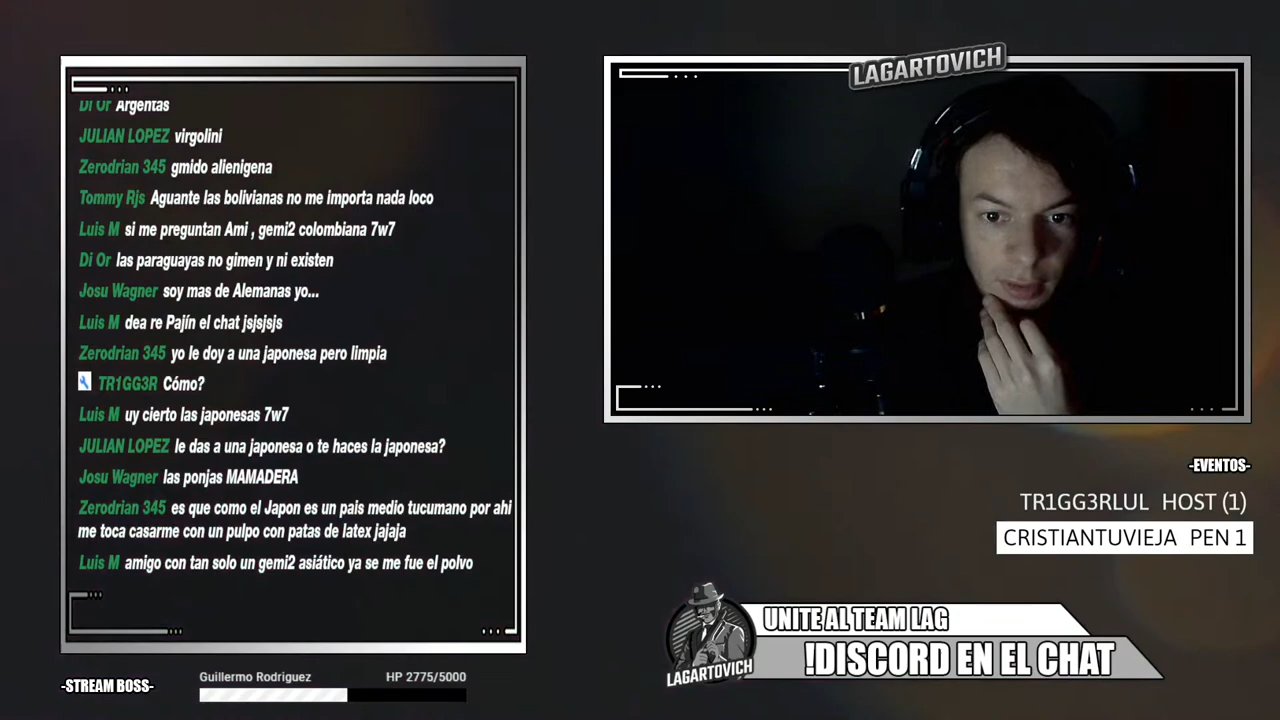 Di Or Argentas
JULIAN LOPEZ virgolini
Zerodrian 345 gmido alienigena
Tommy Rjs Aguante las bolivianas no me importa nada loco
Luis M si me preguntan Ami , gemi2 colombiana 7w7
Di Or las paraguayas no gimen y ni existen
Josu Wagner soy mas de Alemanas yo...
Luis M dea re Pajín el chat jsjsjsjs
Zerodrian 345 yo le doy a una japonesa pero limpia
TR1GG3R Cómo?
Luis M uy cierto las japonesas 7w7
JULIAN LOPEZ le das a una japonesa o te haces la japonesa?
Josu Wagner las ponjas MAMADERA
Zerodrian 345 es que como el Japon es un pais medio tucumano por ahi
me toca casarme con un pulpo con patas de latex jajaja
Luis M amigo con tan solo un gemi2 asiático ya se me fue el polvo
-STREAM BOSS-
Guillermo Rodriguez HP 2775/5000
LAGARTOVICH
-EVENTOS-
TR1GG3RLUL HOST (1)
CRISTIANTUVIEJA PEN 1
UNITE AL TEAM LAG
!DISCORD EN EL CHAT
LAGARTOVICH